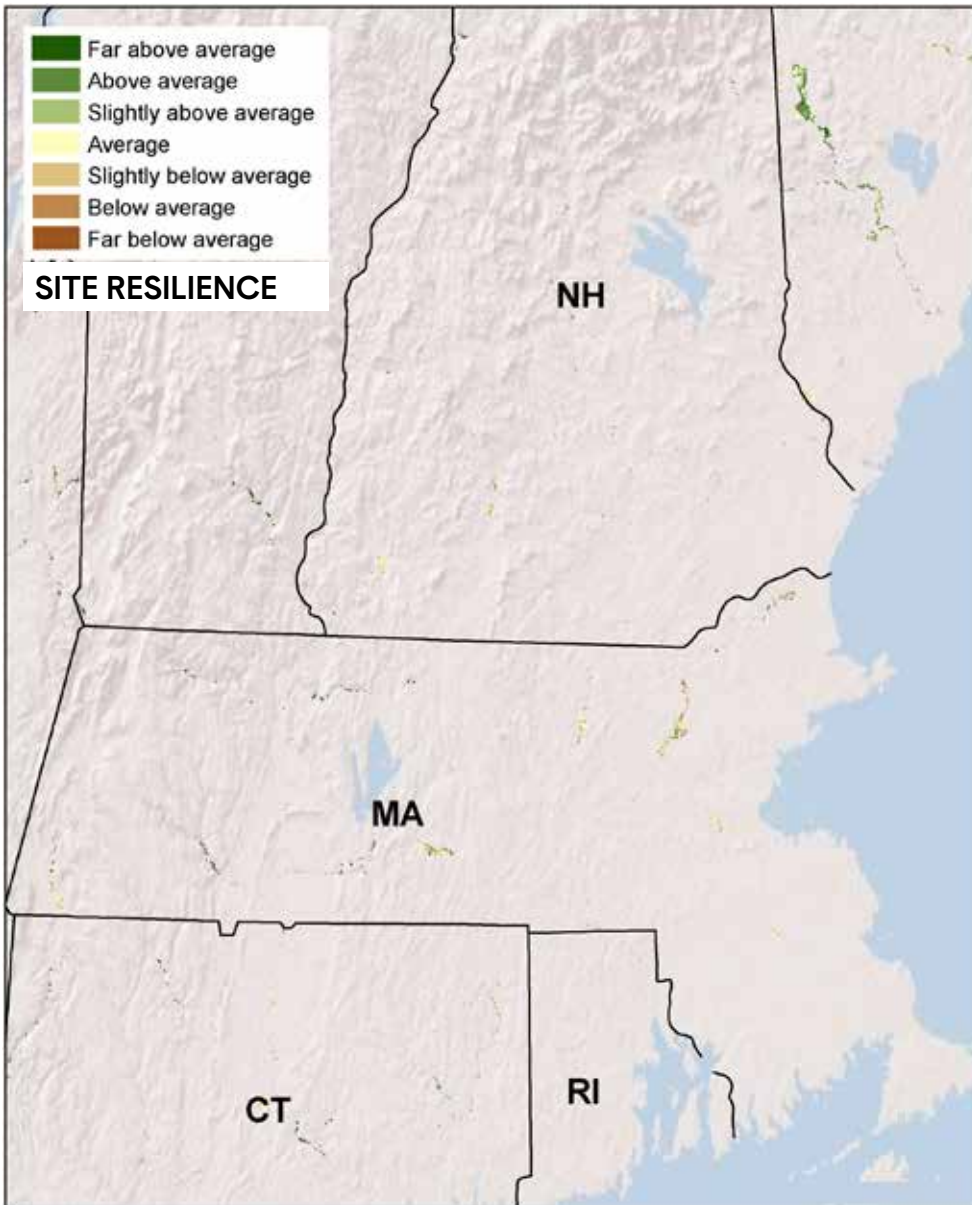 Far above average
Above average
Slightly above average
Average
Slightly below average
Below average
Far below average
SITE RESILIENCE
NH
MA
CT
RI